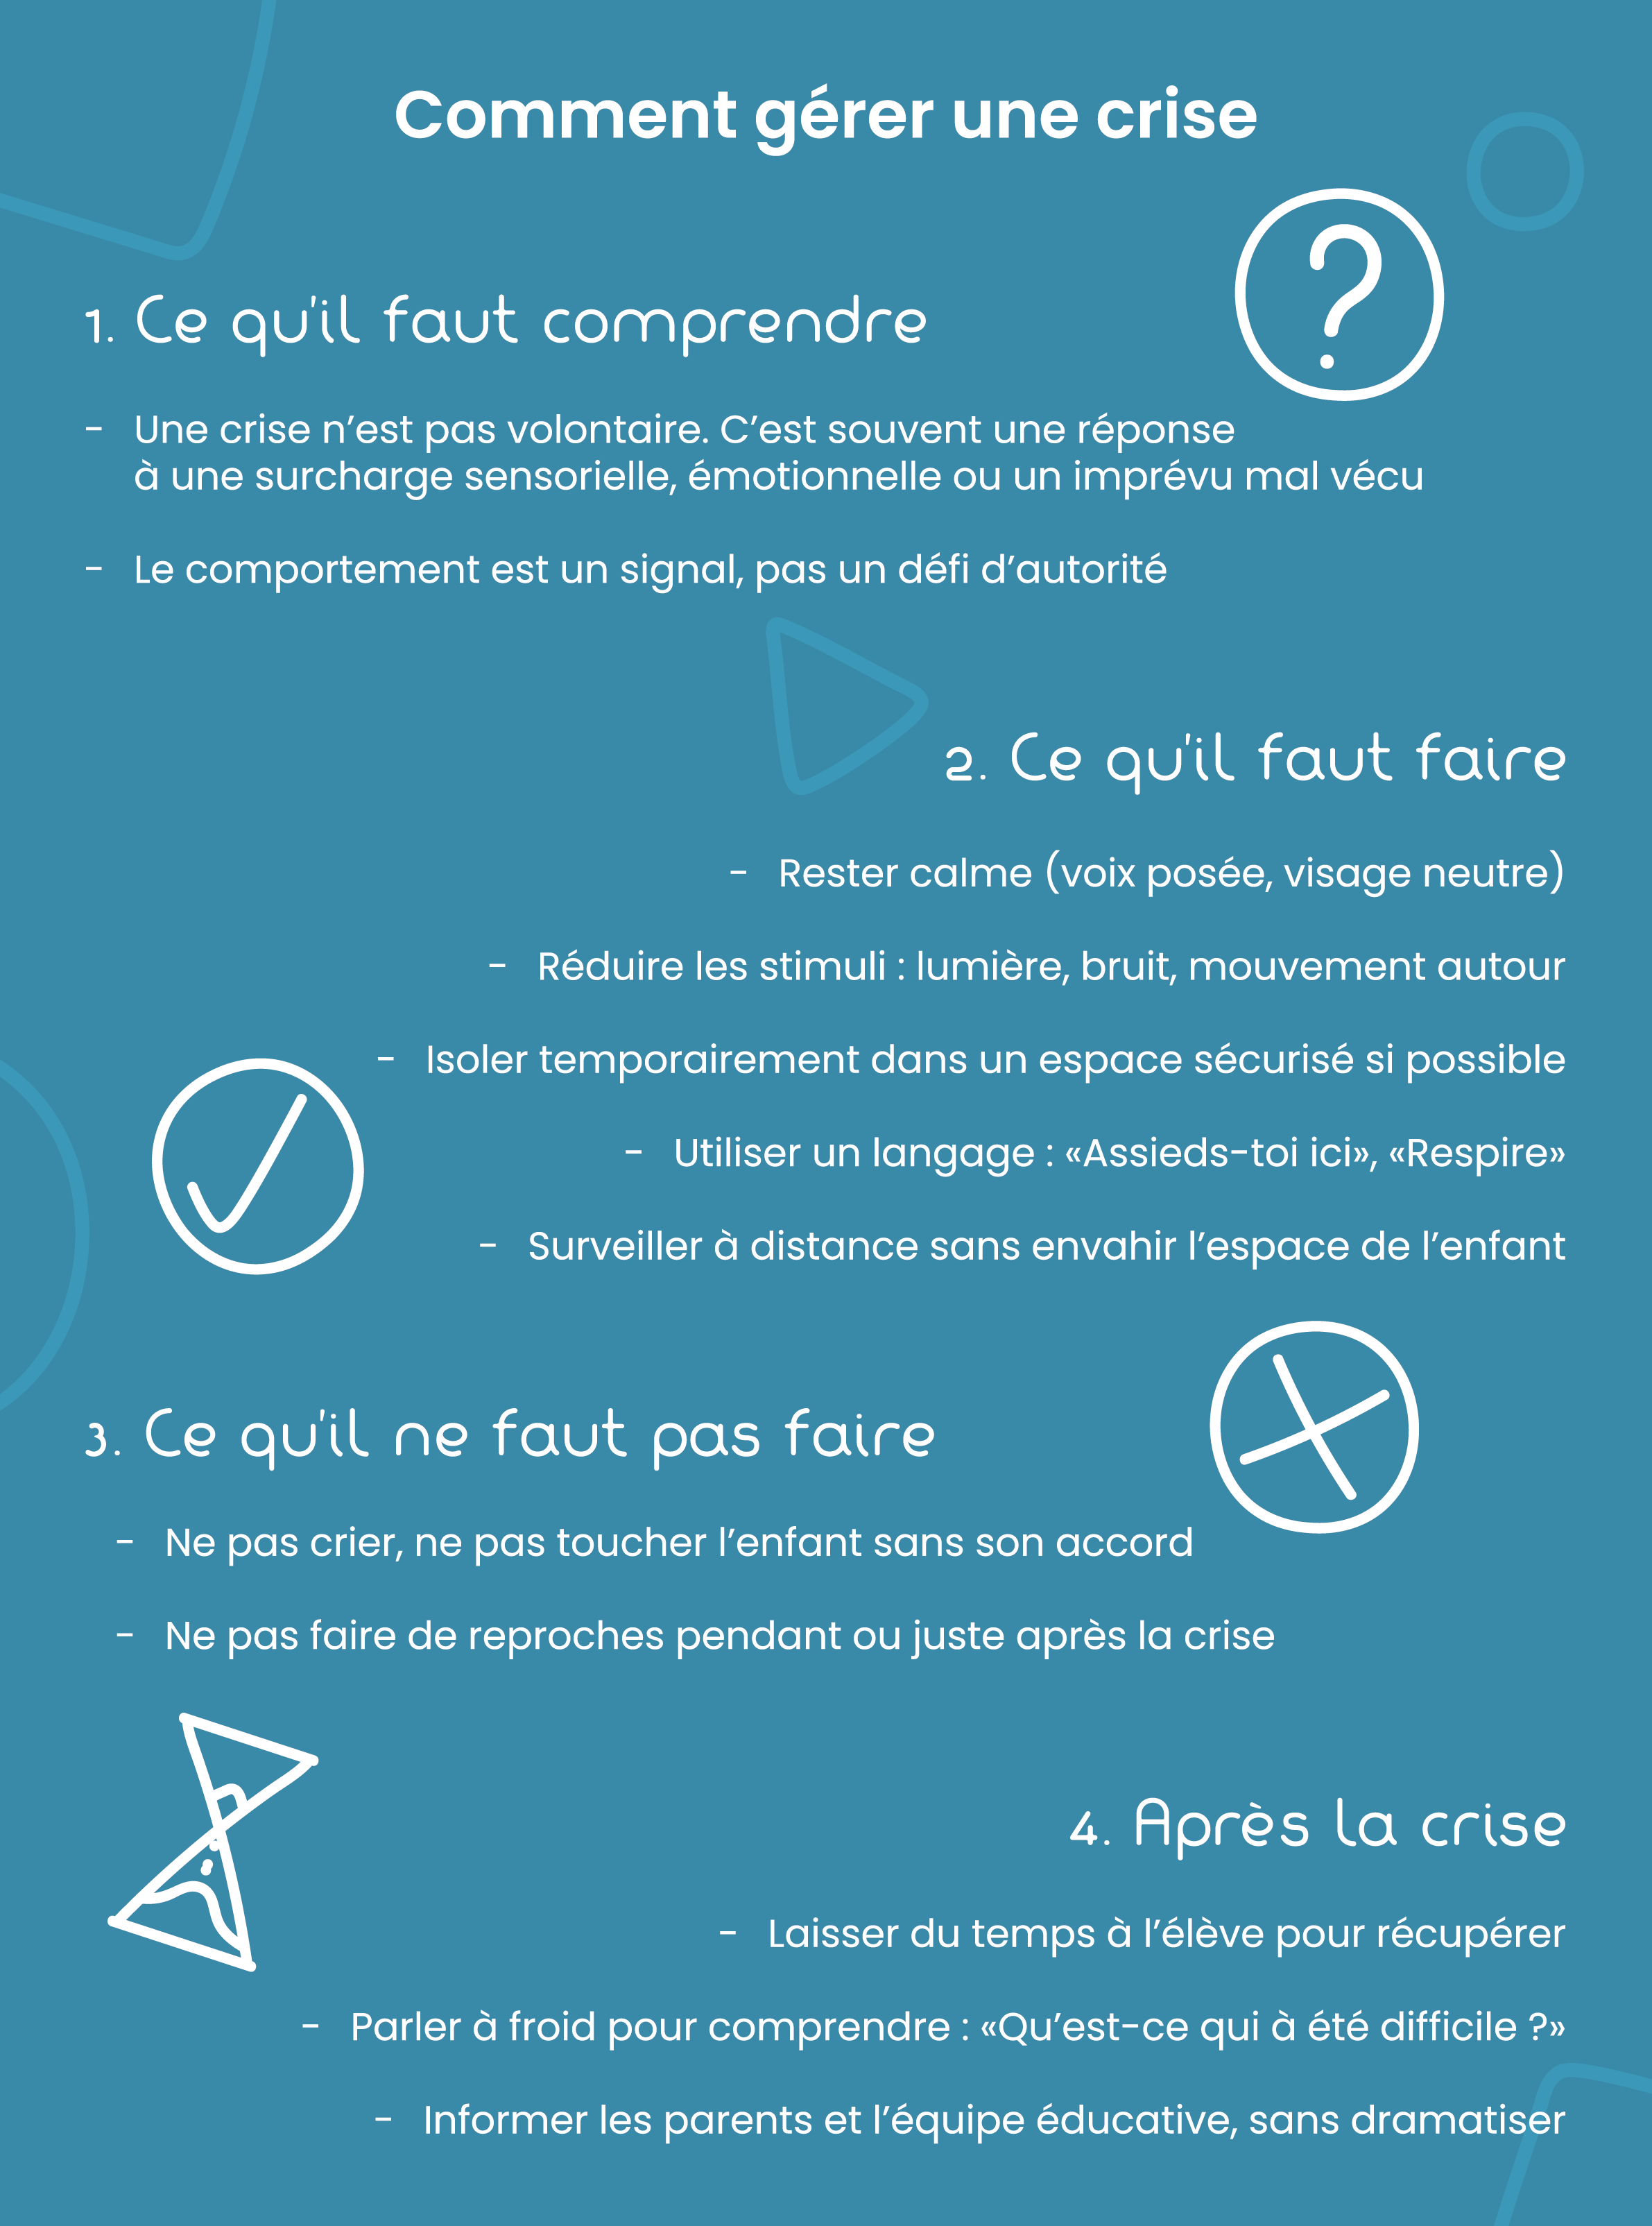 Comment gérer une crise
?
1. Ce qu'il faut comprendre
- Une crise n’est pas volontaire. C’est souvent une réponse
à une surcharge sensorielle, émotionnelle ou un imprévu mal vécu
- Le comportement est un signal, pas un défi d’autorité
2. Ce qu'il faut faire
- Rester calme (voix posée, visage neutre)
- Réduire les stimuli : lumière, bruit, mouvement autour
- Isoler temporairement dans un espace sécurisé si possible
- Utiliser un langage : «Assieds-toi ici», «Respire»
- Surveiller à distance sans envahir l’espace de l’enfant
3. Ce qu'il ne faut pas faire
- Ne pas crier, ne pas toucher l’enfant sans son accord
- Ne pas faire de reproches pendant ou juste après la crise
4. Après la crise
- Laisser du temps à l’élève pour récupérer
- Parler à froid pour comprendre : «Qu’est-ce qui à été difficile ?»
- Informer les parents et l’équipe éducative, sans dramatiser